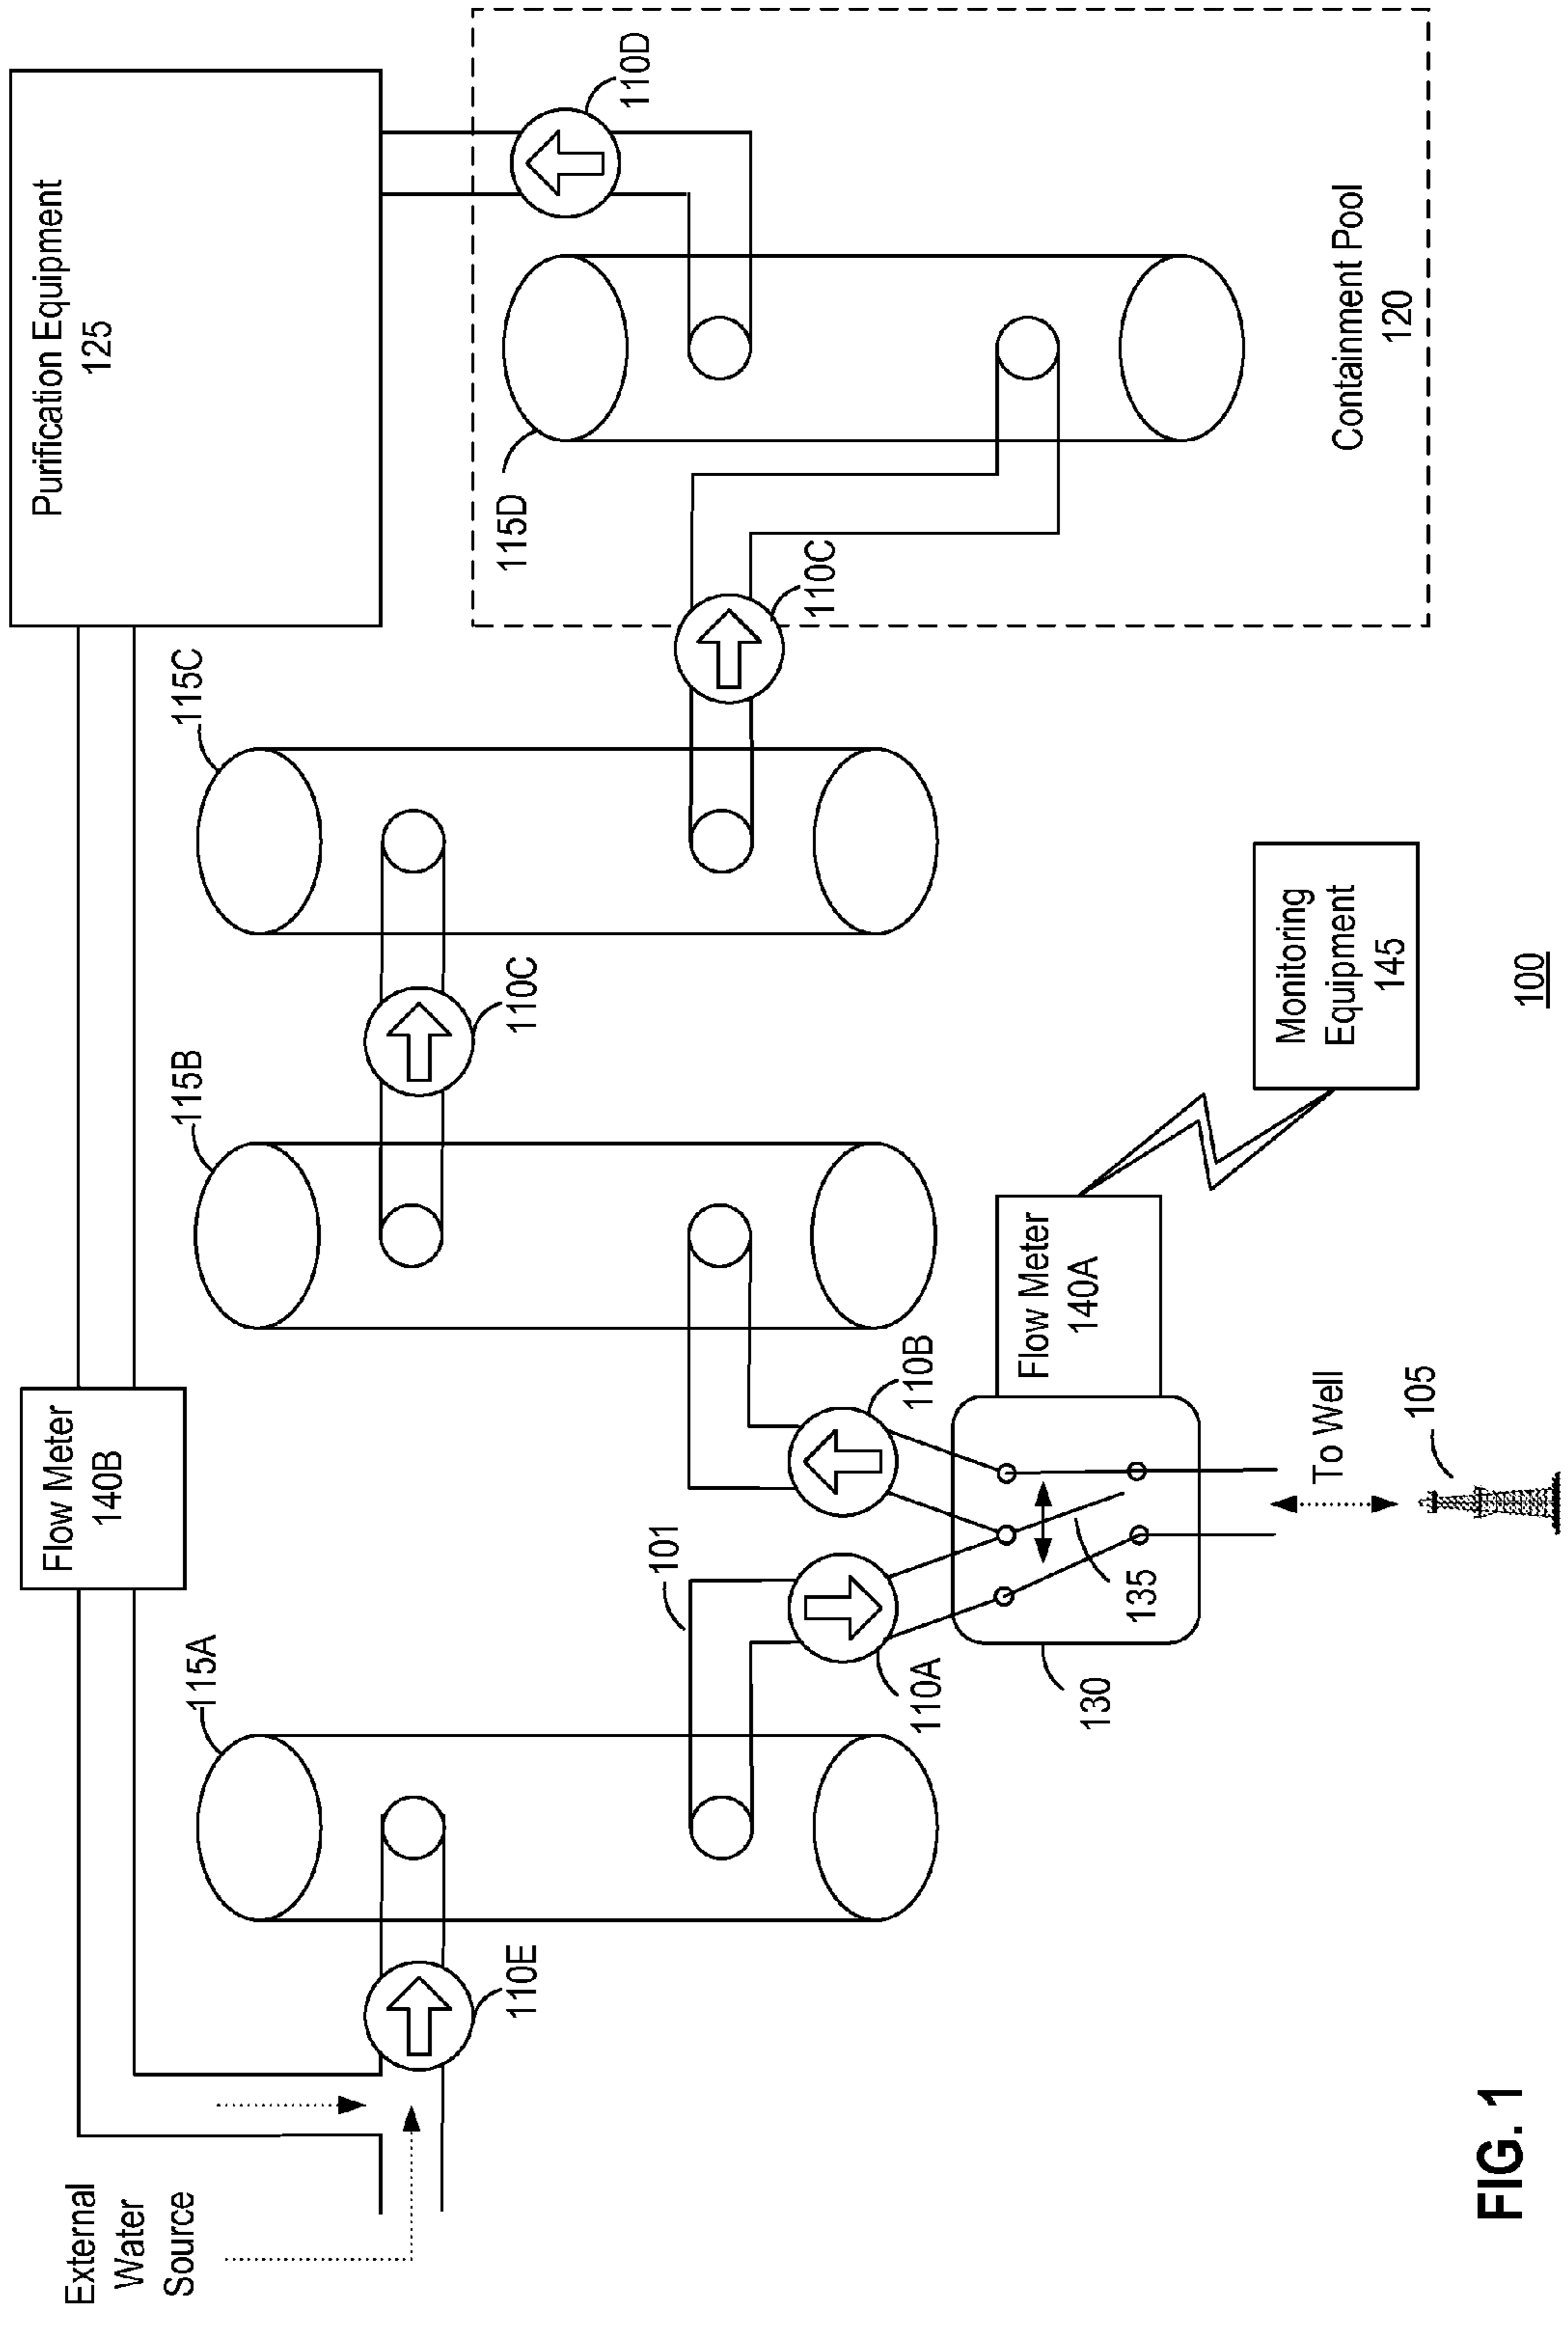 External
Water
Source
Flow Meter
140B
Purification Equipment
125
115A
115B
115C
110E
110C
115D
110D
101
110A
110B
110C
130
135
Flow Meter
140A
To Well
105
Monitoring
Equipment
145
Containment Pool
120
100
FIG. 1